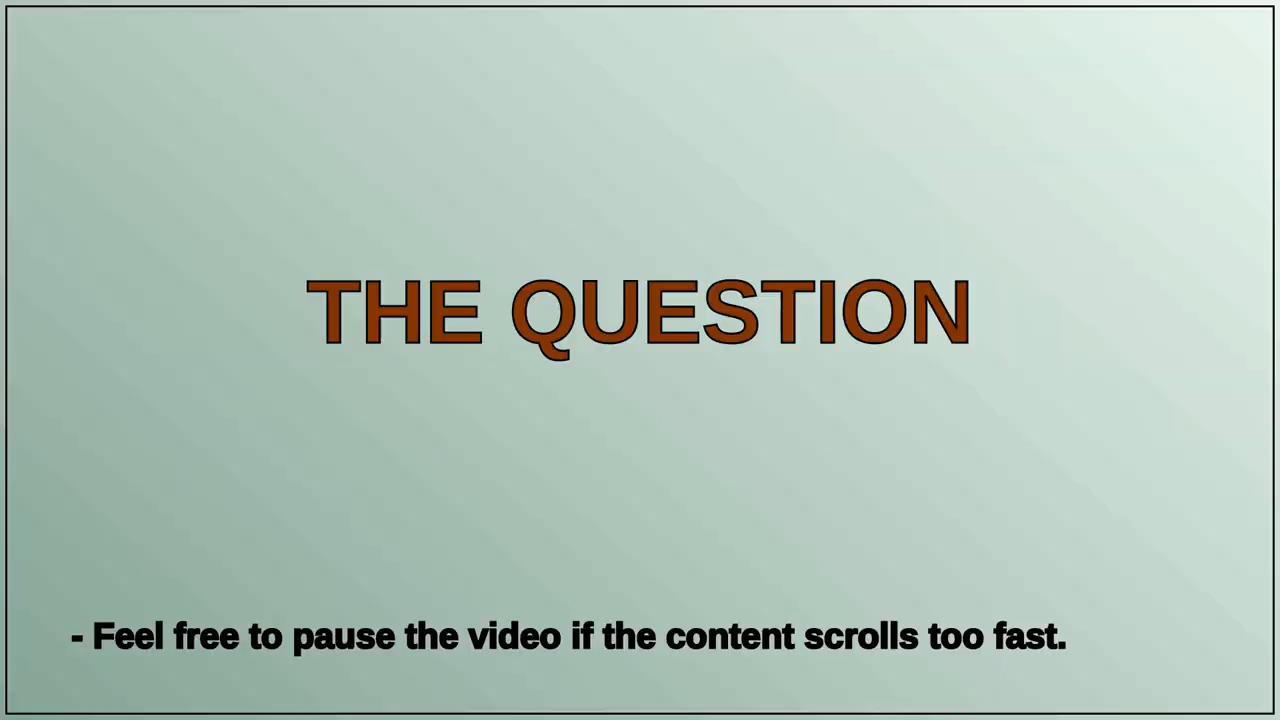 THE QUESTION
- Feel free to pause the video if the content scrolls too fast.